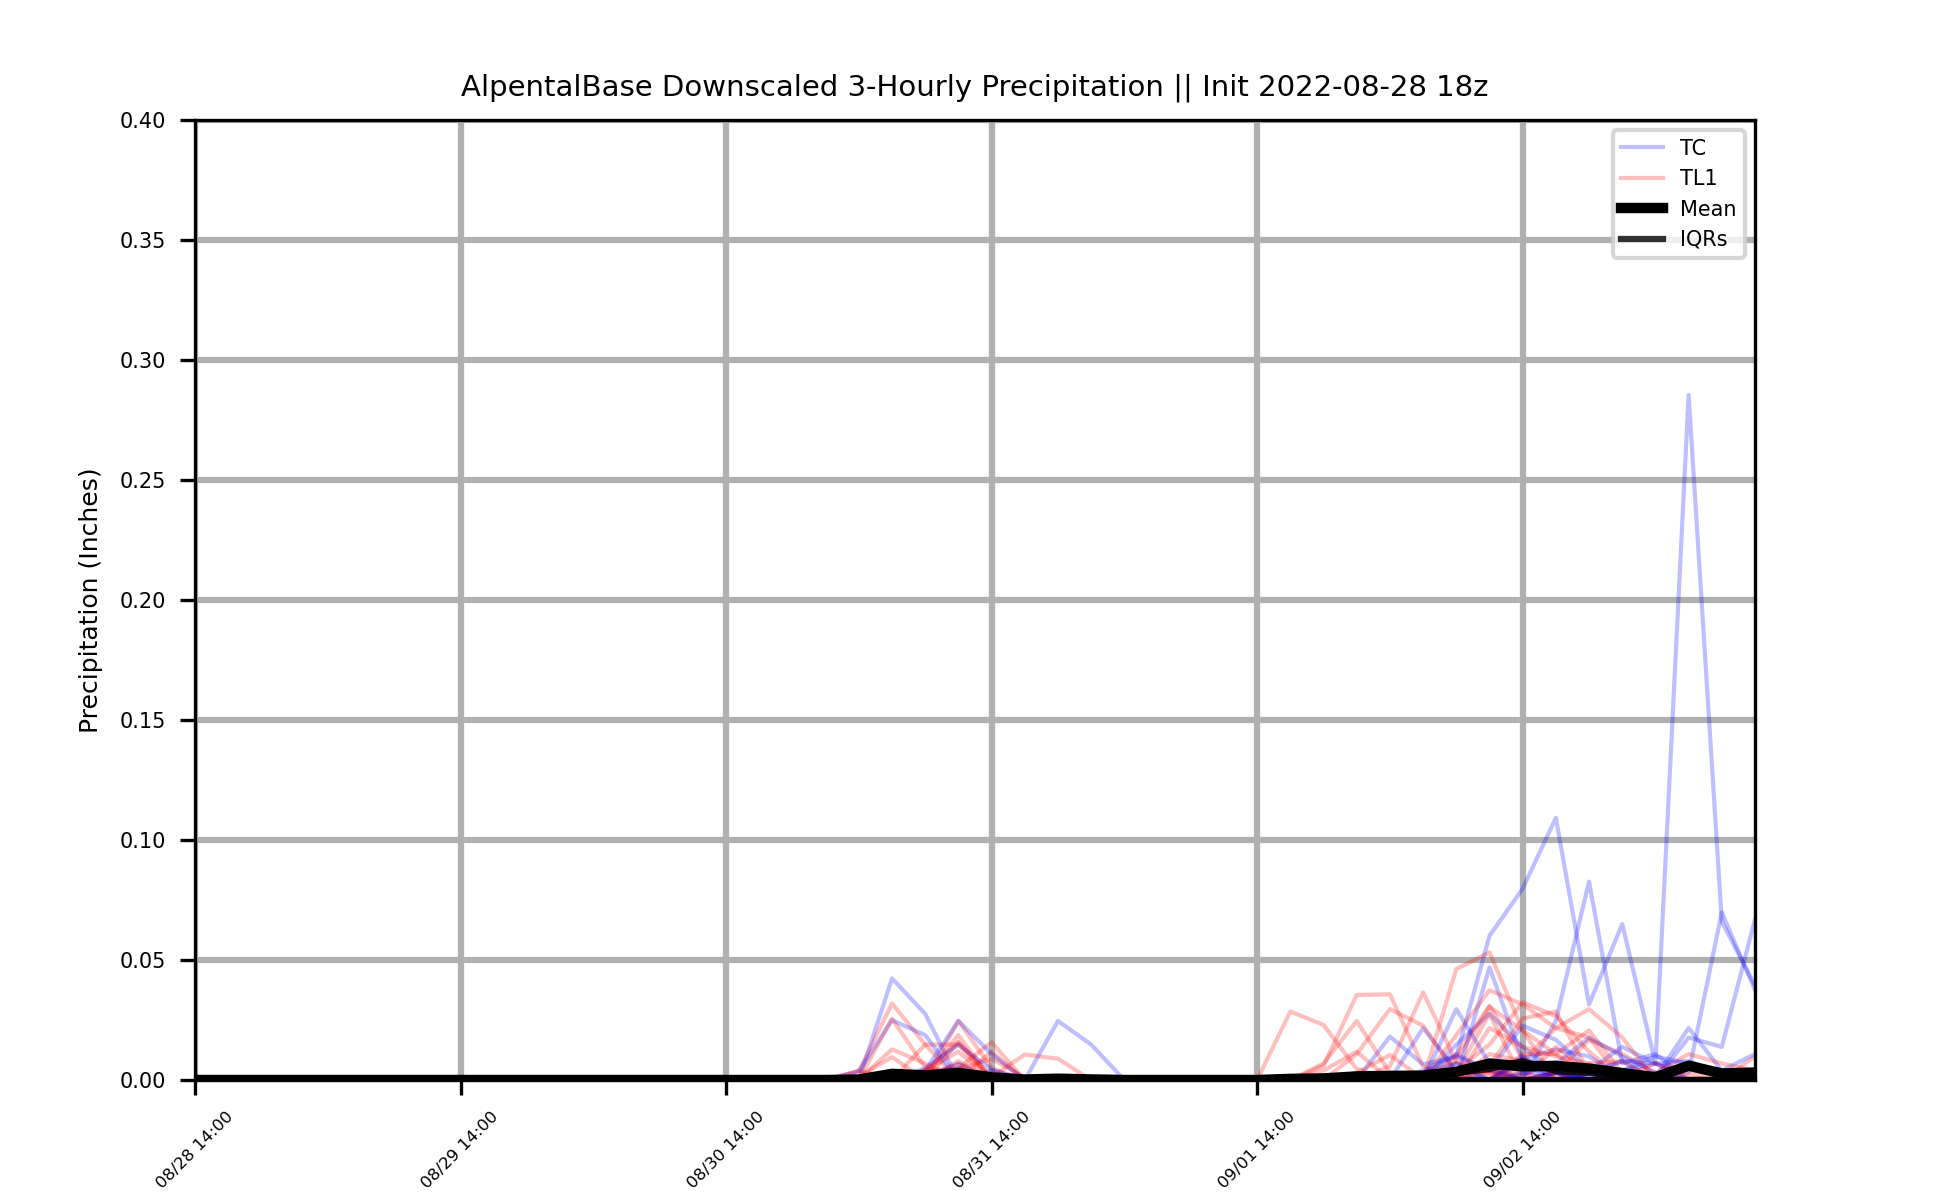 AlpentalBase Downscaled 3-Hourly Precipitation || Init 2022-08-28 18z
TC
TL1
Mean
IQRs
Precipitation (Inches)
0.40
0.35
0.30
0.25
0.20
0.15
0.10
0.05
0.00
08/28 14:00
08/29 14:00
08/30 14:00
08/31 14:00
09/01 14:00
09/02 14:00